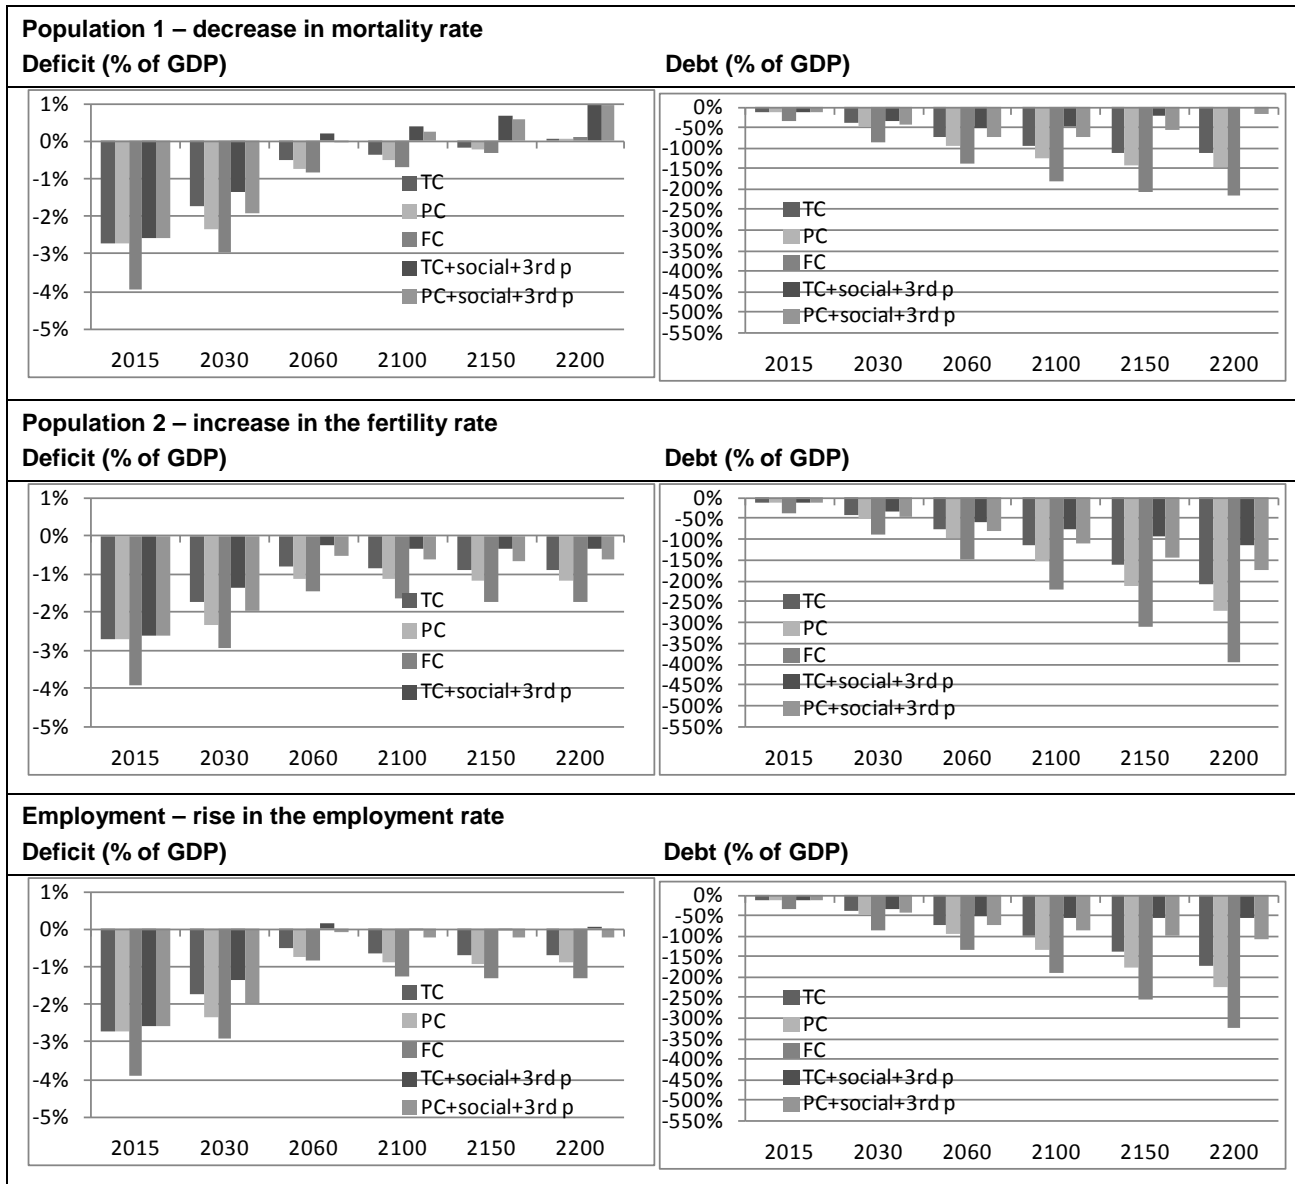 Population 1 – decrease in mortality rate
Deficit (% of GDP) Debt (% of GDP)
1%
0%
-1%
-2%
-3%
-4%
-5%
TC
PC
FC
TC+social+3rd p
PC+social+3rd p
2015 2030 2060 2100 2150 2200
0%
-50%
-100%
-150%
-200%
-250%
-300%
-350%
-400%
-450%
-500%
-550%
TC
PC
FC
TC+social+3rd p
PC+social+3rd p
2015 2030 2060 2100 2150 2200
Population 2 – increase in the fertility rate
Deficit (% of GDP) Debt (% of GDP)
1%
0%
-1%
-2%
-3%
-4%
-5%
TC
PC
FC
TC+social+3rd p
2015 2030 2060 2100 2150 2200
0%
-50%
-100%
-150%
-200%
-250%
-300%
-350%
-400%
-450%
-500%
-550%
TC
PC
FC
TC+social+3rd p
PC+social+3rd p
2015 2030 2060 2100 2150 2200
Employment – rise in the employment rate
Deficit (% of GDP) Debt (% of GDP)
1%
0%
-1%
-2%
-3%
-4%
-5%
TC
PC
FC
TC+social+3rd p
PC+social+3rd p
2015 2030 2060 2100 2150 2200
0%
-50%
-100%
-150%
-200%
-250%
-300%
-350%
-400%
-450%
-500%
-550%
TC
PC
FC
TC+social+3rd p
PC+social+3rd p
2015 2030 2060 2100 2150 2200